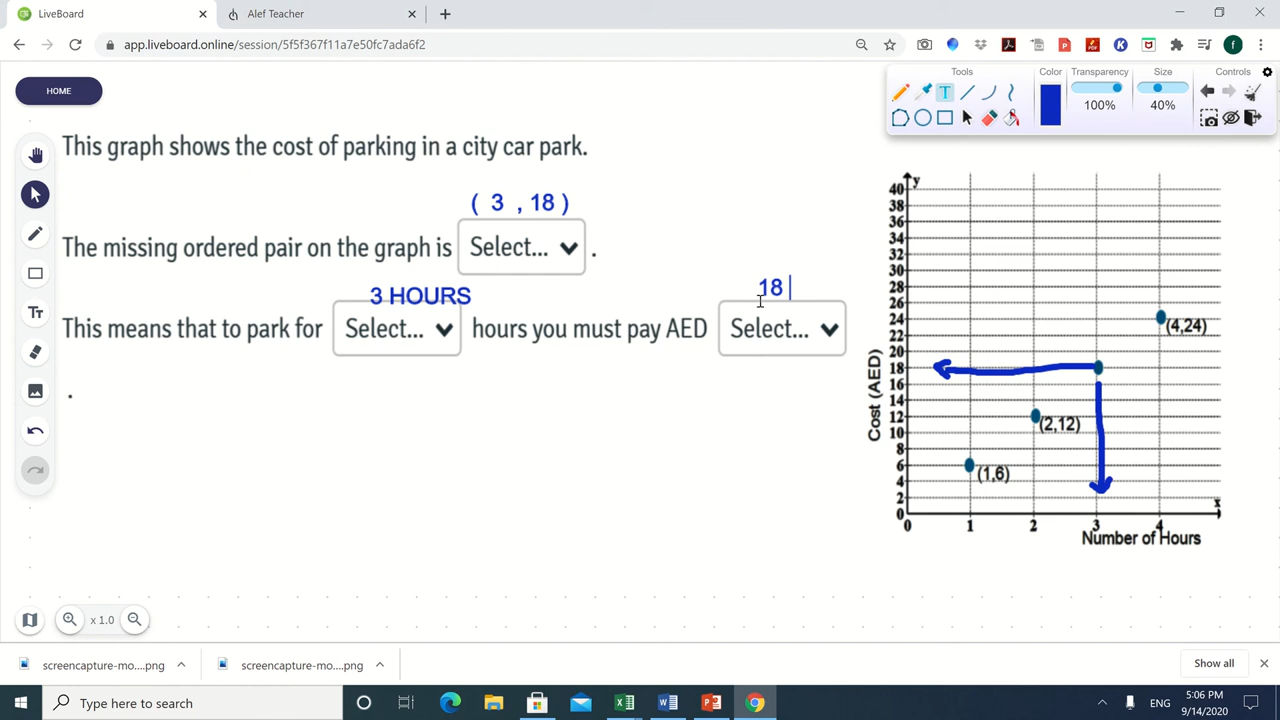 LiveBoard
Alef Teacher
app.liveboard.online/session/5f5f367f11a7e50fc7ada6f2
HOME
Tools
Color
Transparency
Size
Controls
100%
40%
This graph shows the cost of parking in a city car park.
( 3 , 18 )
The missing ordered pair on the graph is Select... .
3 HOURS
18
This means that to park for Select... hours you must pay AED Select...
.
y
40
38
36
34
32
30
28
26
24
22
20
18
16
14
12
10
8
6
4
2
0
Cost (AED)
(4,24)
(2,12)
(1,6)
x
0 1 2 3 4
Number of Hours
x 1.0
screencapture-mo....png
screencapture-mo....png
Show all
Type here to search
ENG
5:06 PM
9/14/2020